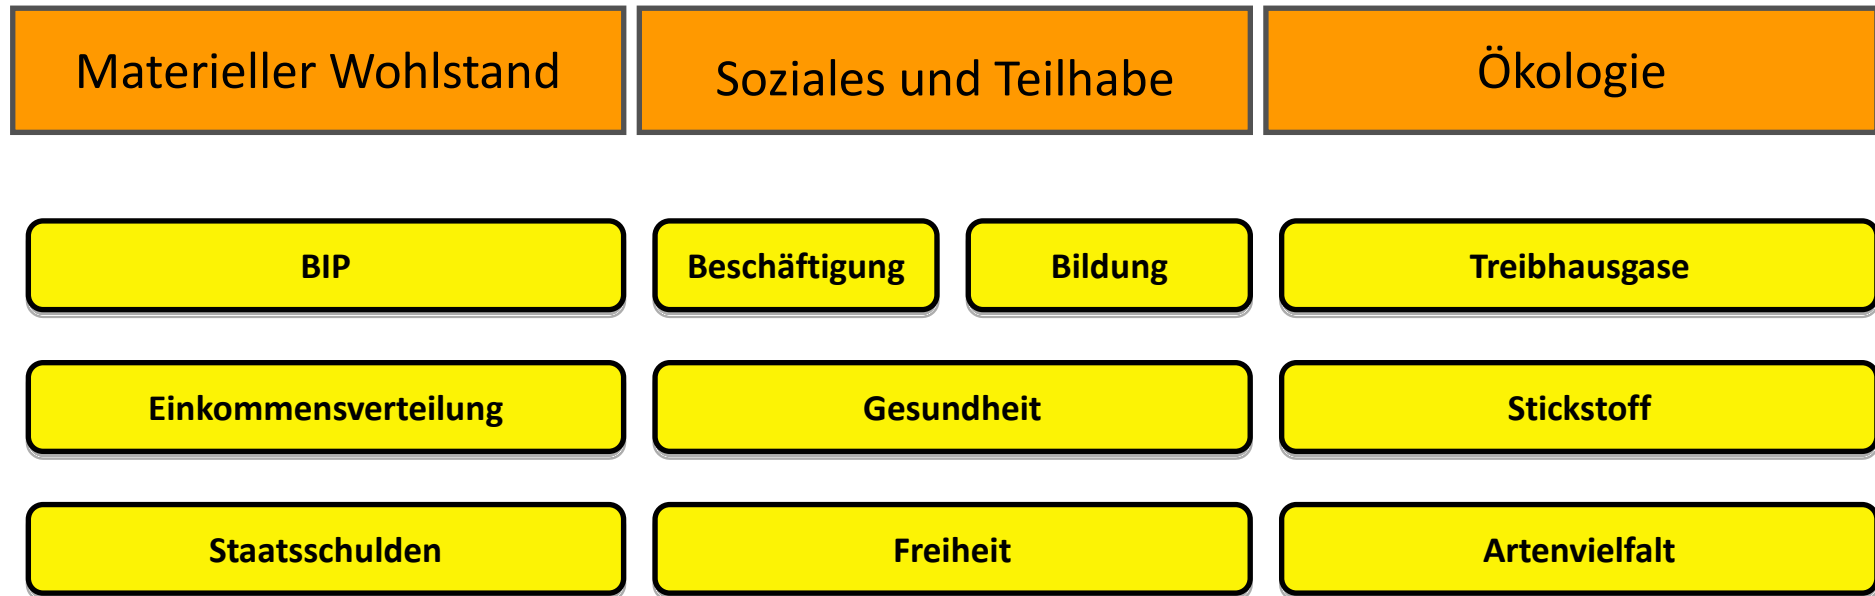 Materieller Wohlstand
Soziales und Teilhabe
Ökologie
BIP
Beschäftigung
Bildung
Treibhausgase
Einkommensverteilung
Gesundheit
Stickstoff
Staatsschulden
Freiheit
Artenvielfalt